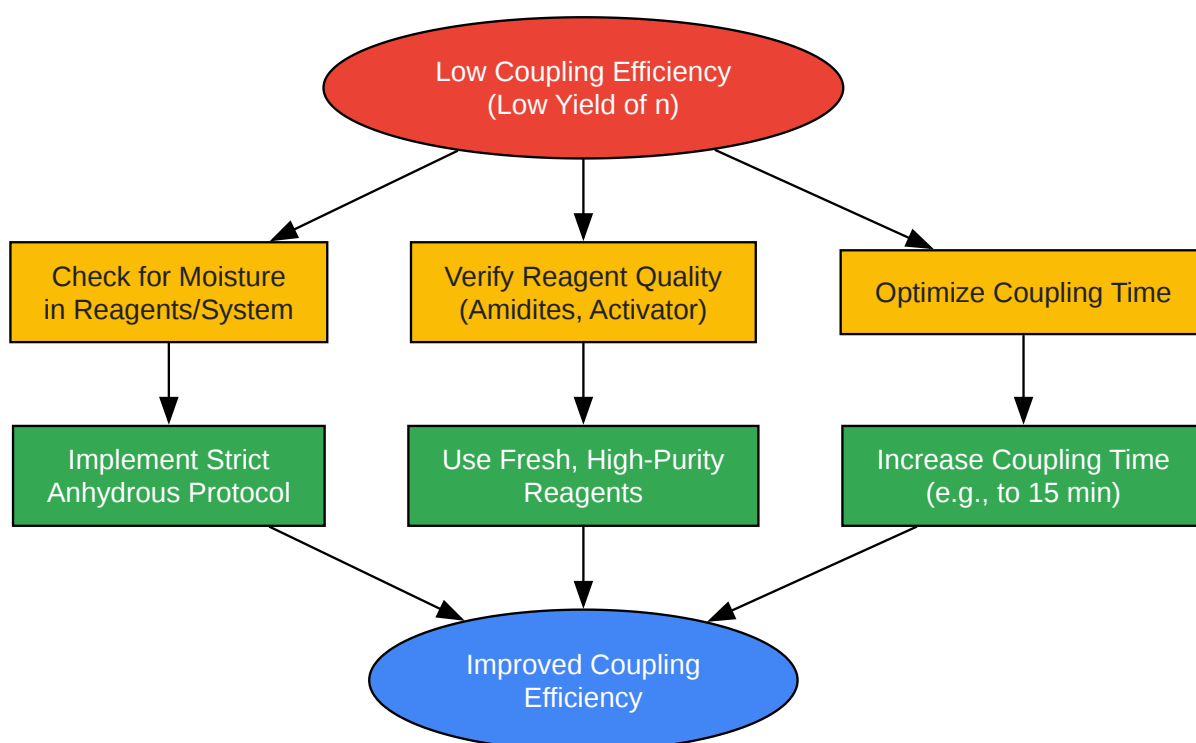 Low Coupling Efficiency
(Low Yield of n)
Check for Moisture
in Reagents/System
Verify Reagent Quality
(Amidites, Activator)
Optimize Coupling Time
Implement Strict
Anhydrous Protocol
Use Fresh, High-Purity
Reagents
Increase Coupling Time
(e.g., to 15 min)
Improved Coupling
Efficiency